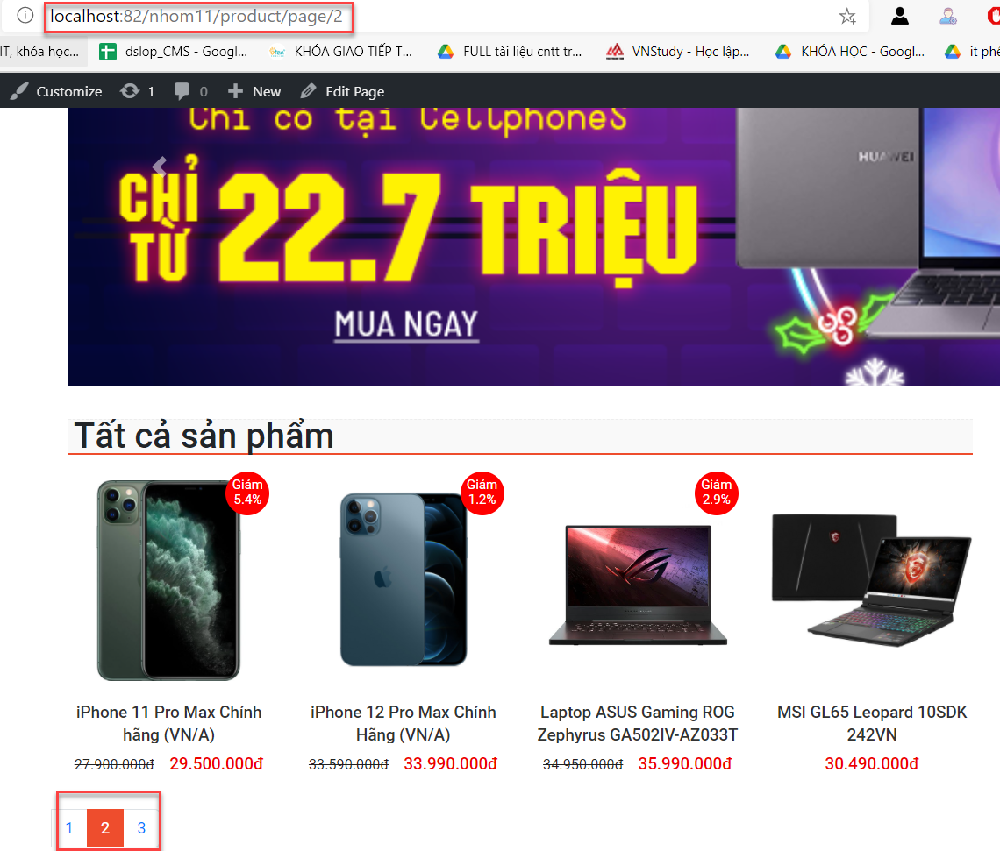 localhost:82/nhom11/product/page/2
IT, khóa học...
dslop_CMS - Googl...
KHÓA GIAO TIẾP T...
FULL tài liệu cntt tr...
VNStudy - Học lập...
KHÓA HỌC - Googl...
it phé
Customize
1
0
New
Edit Page
Chỉ có tại CellphoneS
CHỈ TỪ
22.7 TRIỆU
MUA NGAY
HUAWEI
Tất cả sản phẩm
Giảm
5.4%
Giảm
1.2%
Giảm
2.9%
iPhone 11 Pro Max Chính
hãng (VN/A)
27.900.000đ 29.500.000đ
iPhone 12 Pro Max Chính
Hãng (VN/A)
33.590.000đ 33.990.000đ
Laptop ASUS Gaming ROG
Zephyrus GA502IV-AZ033T
34.950.000đ 35.990.000đ
MSI GL65 Leopard 10SDK
242VN
30.490.000đ
1 2 3